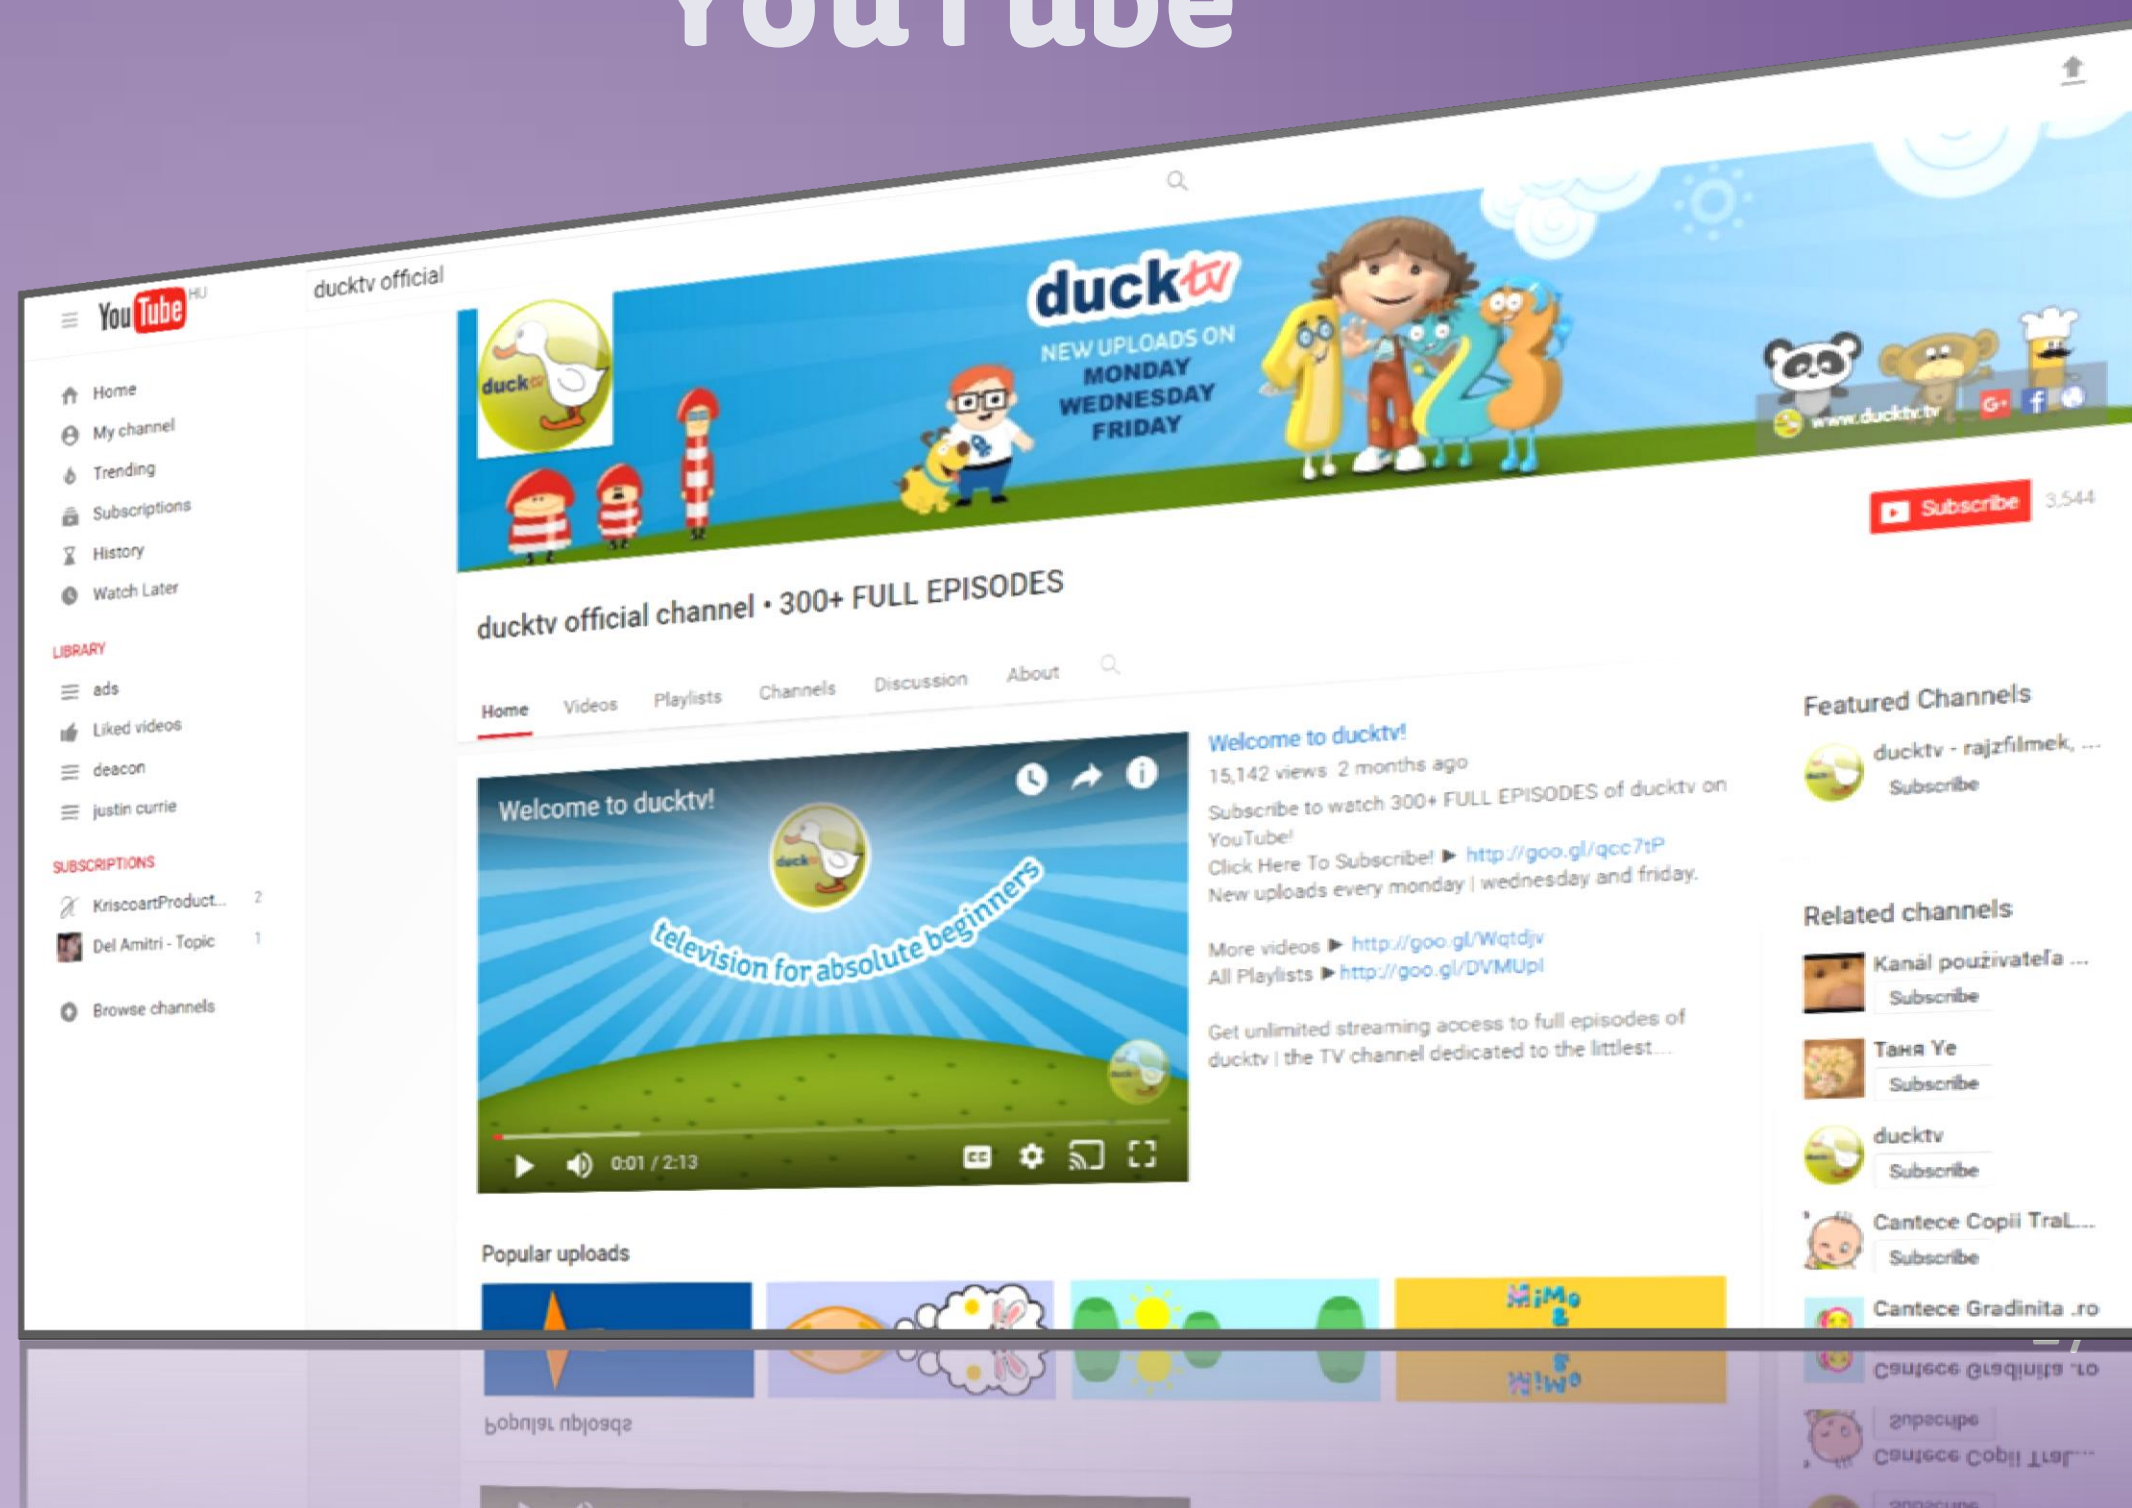 YouTube
YouTube HU
ducktv official
ducktv
NEW UPLOADS ON
MONDAY
WEDNESDAY
FRIDAY
ducktv
www.ducktv.tv
G+ f
Home
My channel
Trending
Subscriptions
History
Watch Later
LIBRARY
ads
Liked videos
deacon
justin currie
SUBSCRIPTIONS
KriscoartProduct... 2
Del Amitri - Topic 1
Browse channels
Subscribe 3,544
ducktv official channel • 300+ FULL EPISODES
Home Videos Playlists Channels Discussion About
Welcome to ducktv!
duck
television for absolute beginners
0:01 / 2:13
CC
Welcome to ducktv!
15,142 views 2 months ago
Subscribe to watch 300+ FULL EPISODES of ducktv on
YouTube!
Click Here To Subscribe! ▶ http://goo.gl/qcc7tP
New uploads every monday | wednesday and friday.
More videos ▶ http://goo.gl/Wqtdjv
All Playlists ▶ http://goo.gl/DVMUpI
Get unlimited streaming access to full episodes of
ducktv | the TV channel dedicated to the littlest....
Featured Channels
ducktv - rajzfilmek, ...
Subscribe
Related channels
Kanál používateľa ...
Subscribe
Таня Ye
Subscribe
ducktv
Subscribe
Cantece Copii TraL...
Subscribe
Cantece Gradinita .ro
Popular uploads
MiMo
&